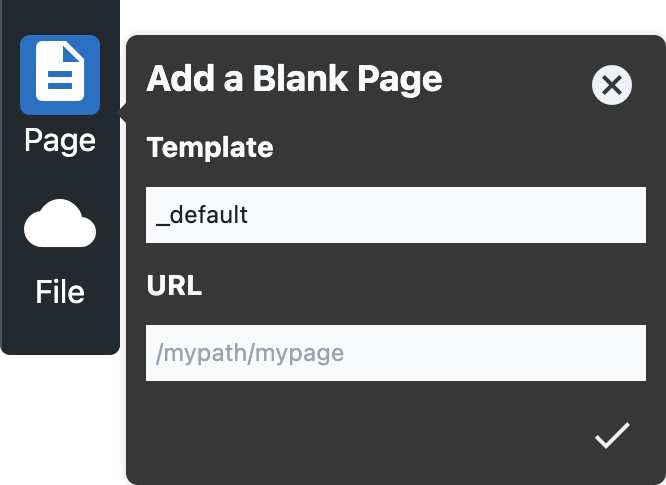 Page
File
Add a Blank Page
Template
_default
URL
/mypath/mypage